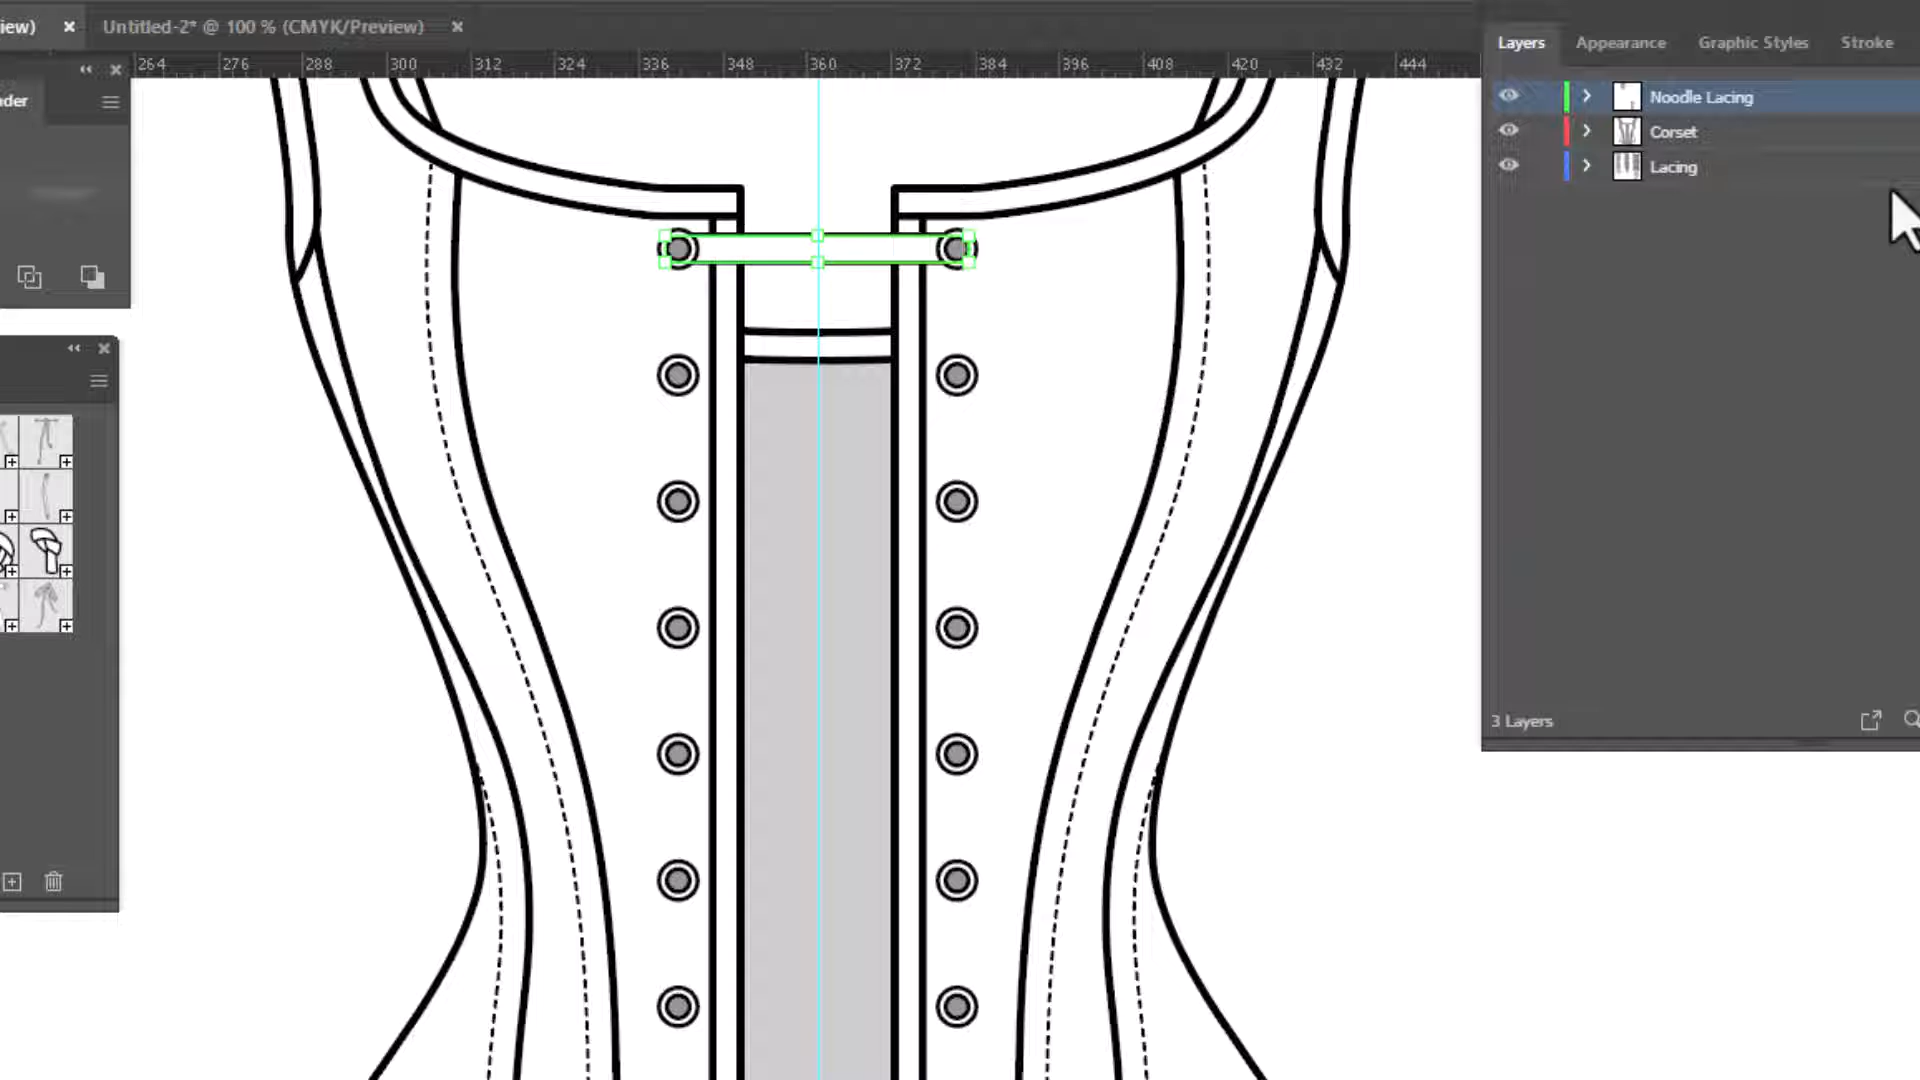 iew)
Untitled-2* @ 100 % (CMYK/Preview)
264 276 288 300 312 324 336 348 360 372 384 396 408 420 432 444
der
Layers Appearance Graphic Styles Stroke
Noodle Lacing
Corset
Lacing
3 Layers